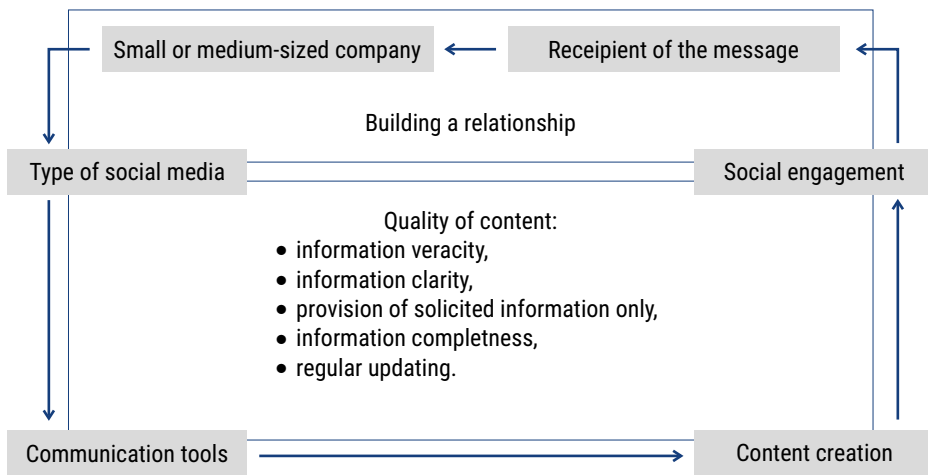 Small or medium-sized company
Receipient of the message
Building a relationship
Type of social media
Social engagement
Quality of content:
• information veracity,
• information clarity,
• provision of solicited information only,
• information completness,
• regular updating.
Communication tools
Content creation